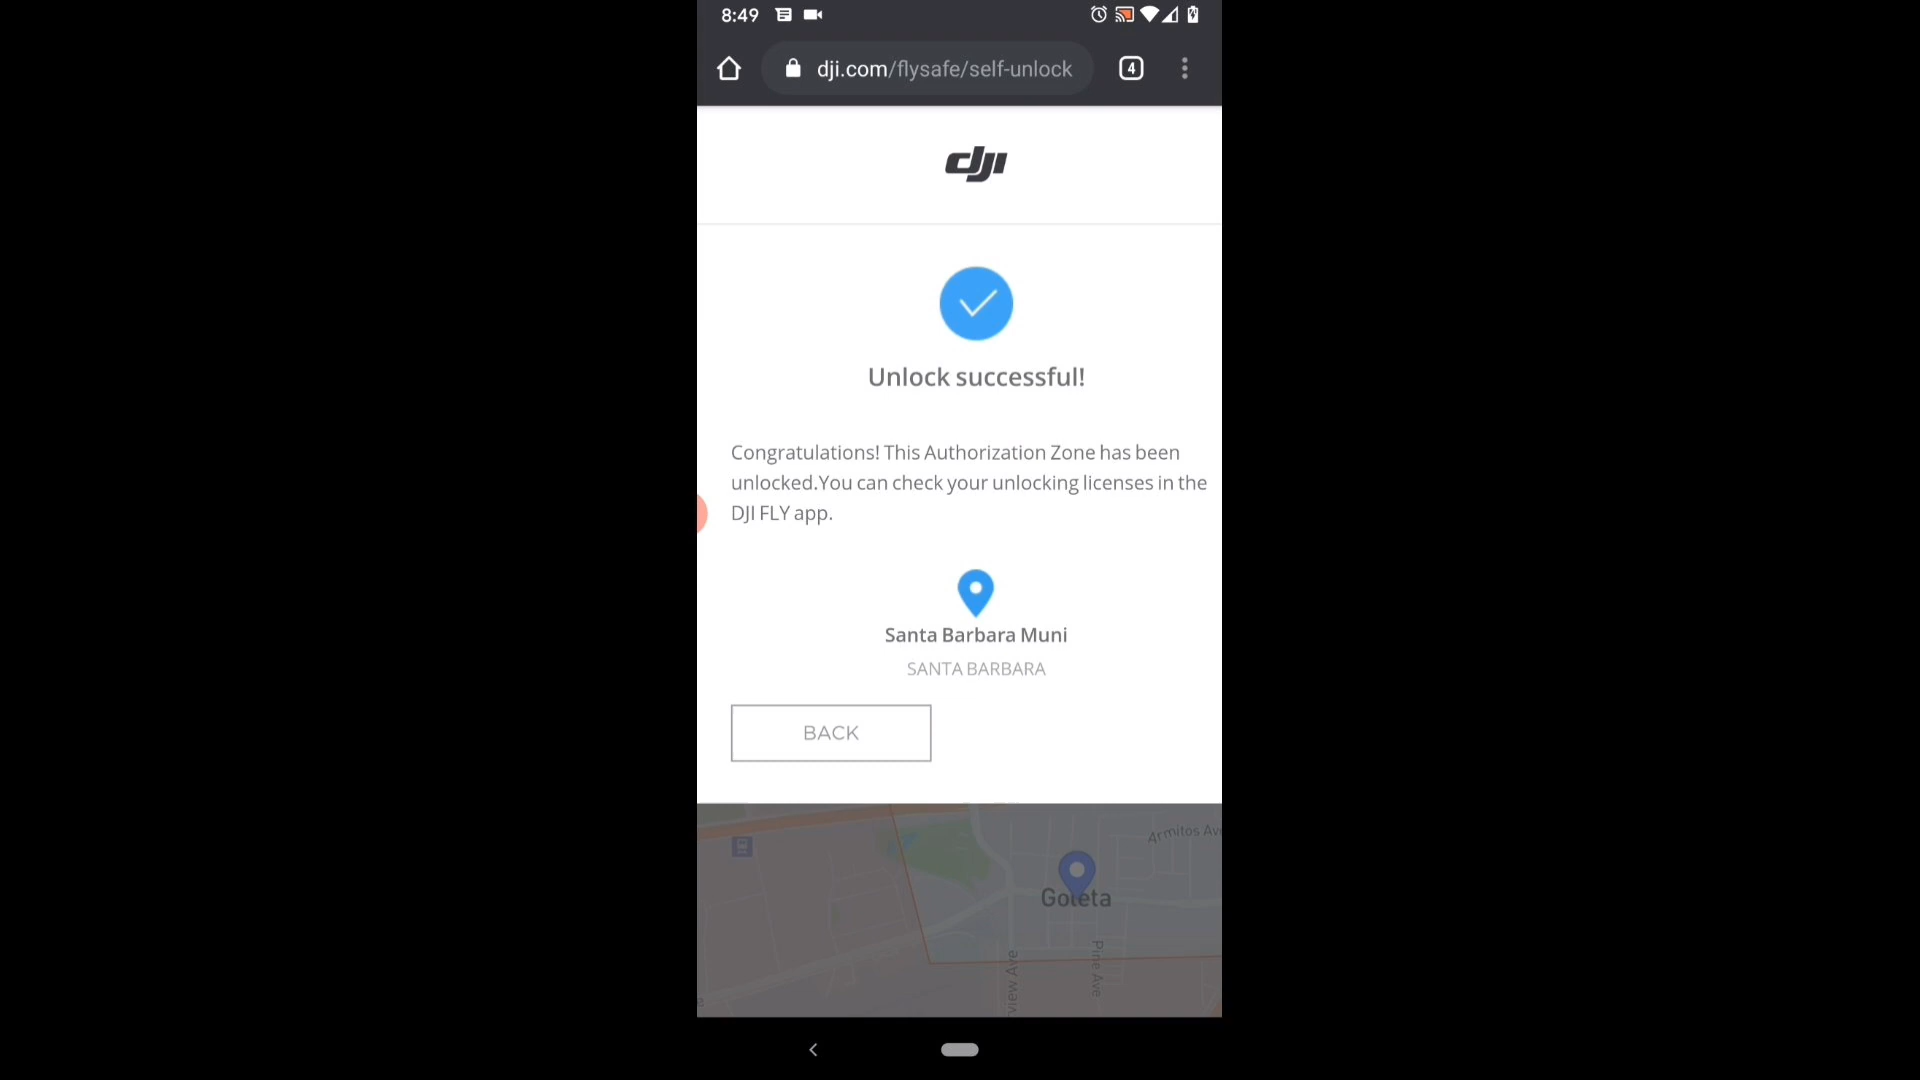 8:49
dji.com/flysafe/self-unlock
4
dji
Unlock successful!
Congratulations! This Authorization Zone has been
unlocked.You can check your unlocking licenses in the
DJI FLY app.
Santa Barbara Muni
SANTA BARBARA
BACK
Armitos Av
Goleta
view Ave
Pine Ave